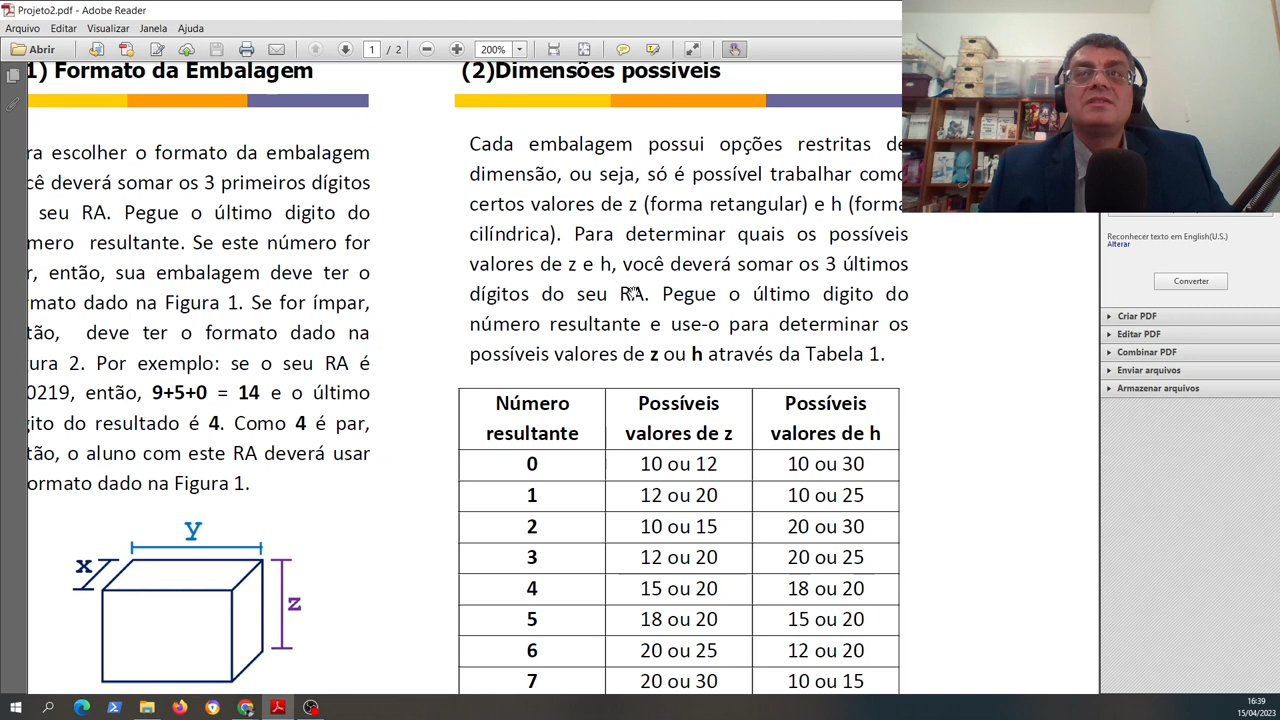 Projeto2.pdf - Adobe Reader
Arquivo Editar Visualizar Janela Ajuda
Abrir 1 / 2 200%
1) Formato da Embalagem
ra escolher o formato da embalagem
cê deverá somar os 3 primeiros dígitos
seu RA. Pegue o último digito do
mero resultante. Se este número for
r, então, sua embalagem deve ter o
rmato dado na Figura 1. Se for ímpar,
tão, deve ter o formato dado na
ura 2. Por exemplo: se o seu RA é
0219, então, 9+5+0 = 14 e o último
gito do resultado é 4. Como 4 é par,
tão, o aluno com este RA deverá usar
ormato dado na Figura 1.
y
x
z
(2)Dimensões possíveis
Cada embalagem possui opções restritas de
dimensão, ou seja, só é possível trabalhar como
certos valores de z (forma retangular) e h (forma
cilíndrica). Para determinar quais os possíveis
valores de z e h, você deverá somar os 3 últimos
dígitos do seu RA. Pegue o último digito do
número resultante e use-o para determinar os
possíveis valores de z ou h através da Tabela 1.
Número resultante Possíveis valores de z Possíveis valores de h
0 10 ou 12 10 ou 30
1 12 ou 20 10 ou 25
2 10 ou 15 20 ou 30
3 12 ou 20 20 ou 25
4 15 ou 20 18 ou 20
5 18 ou 20 15 ou 20
6 20 ou 25 12 ou 20
7 20 ou 30 10 ou 15
Reconhecer texto em English(U.S.)
Alterar
Converter
Criar PDF
Editar PDF
Combinar PDF
Enviar arquivos
Armazenar arquivos
16:39
15/04/2023